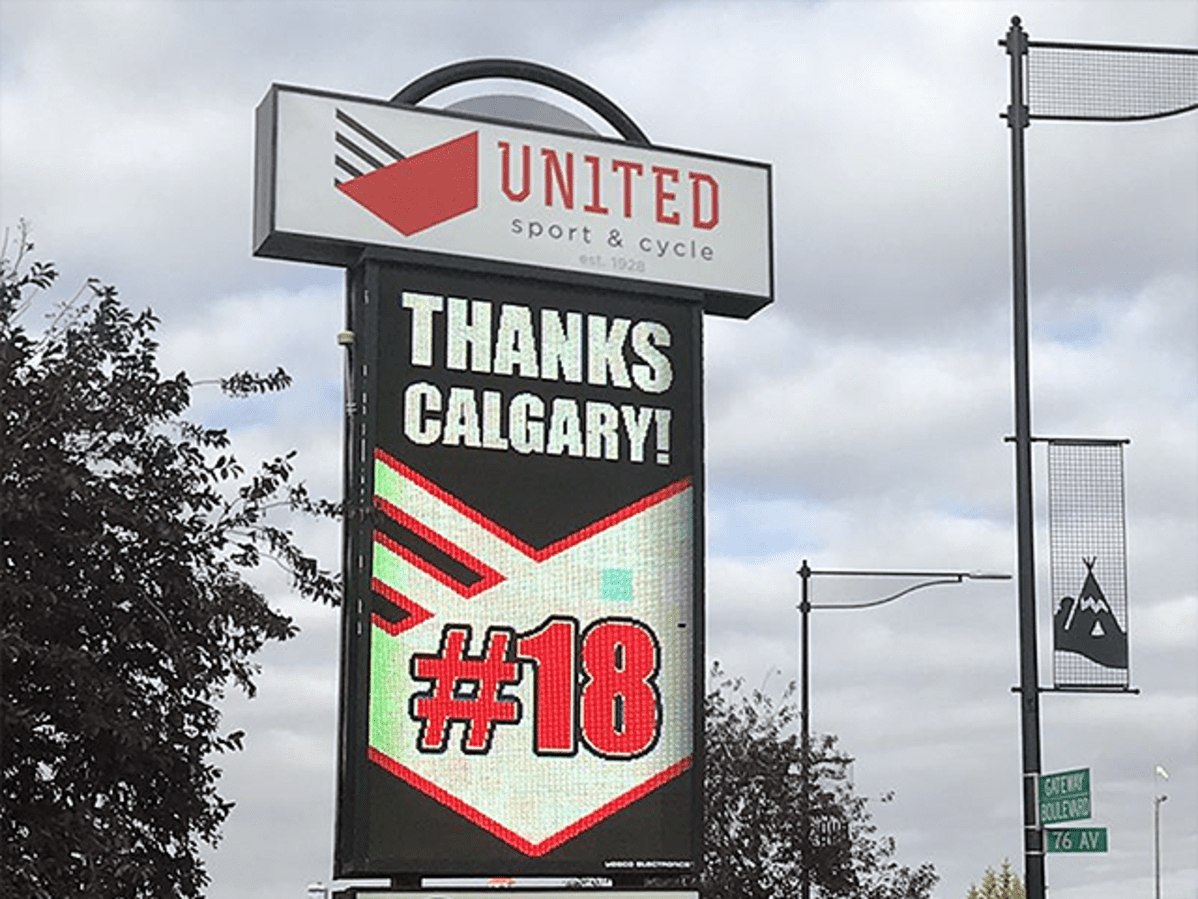 UN1TED
sport & cycle
est. 1928
THANKS
CALGARY!
#18
GATEWAY
BOULEVARD
76 AV